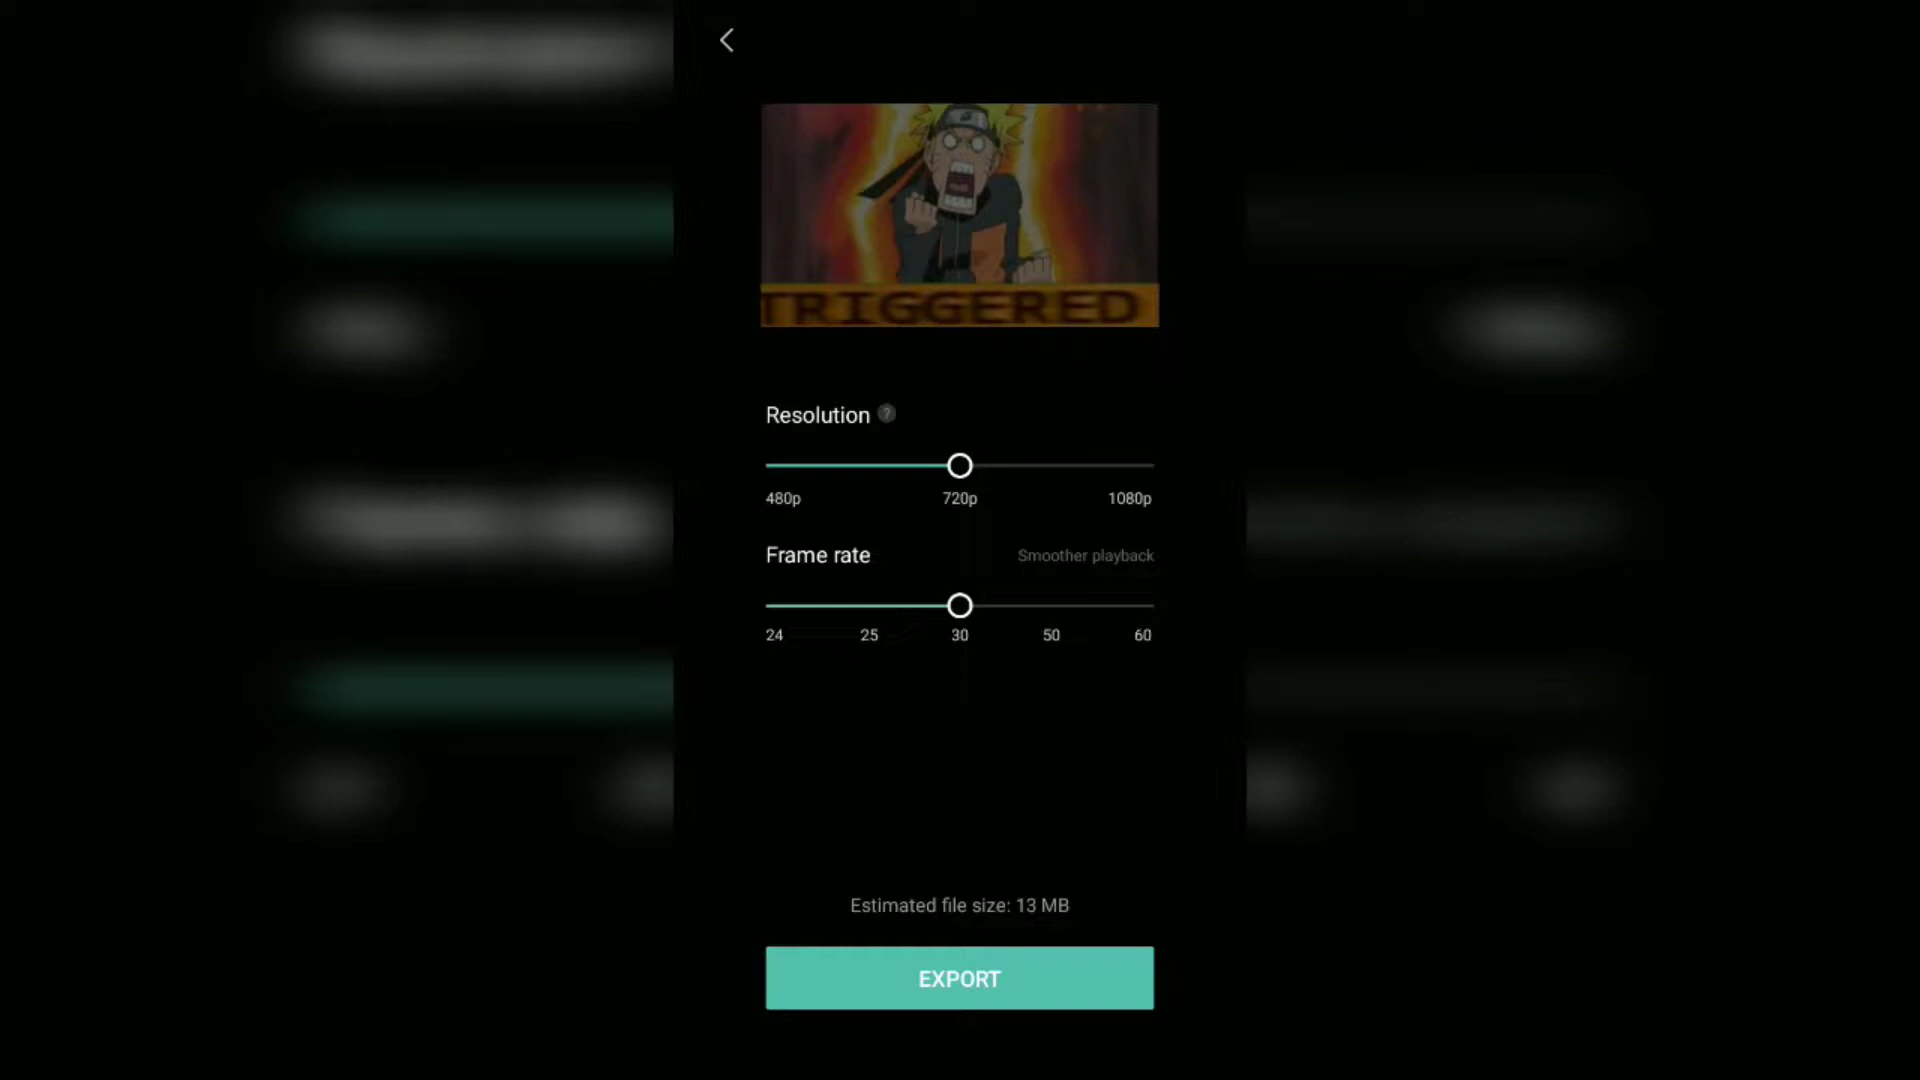 TRIGGERED
Resolution ?
480p 720p 1080p
Frame rate Smoother playback
24 25 30 50 60
Estimated file size: 13 MB
EXPORT